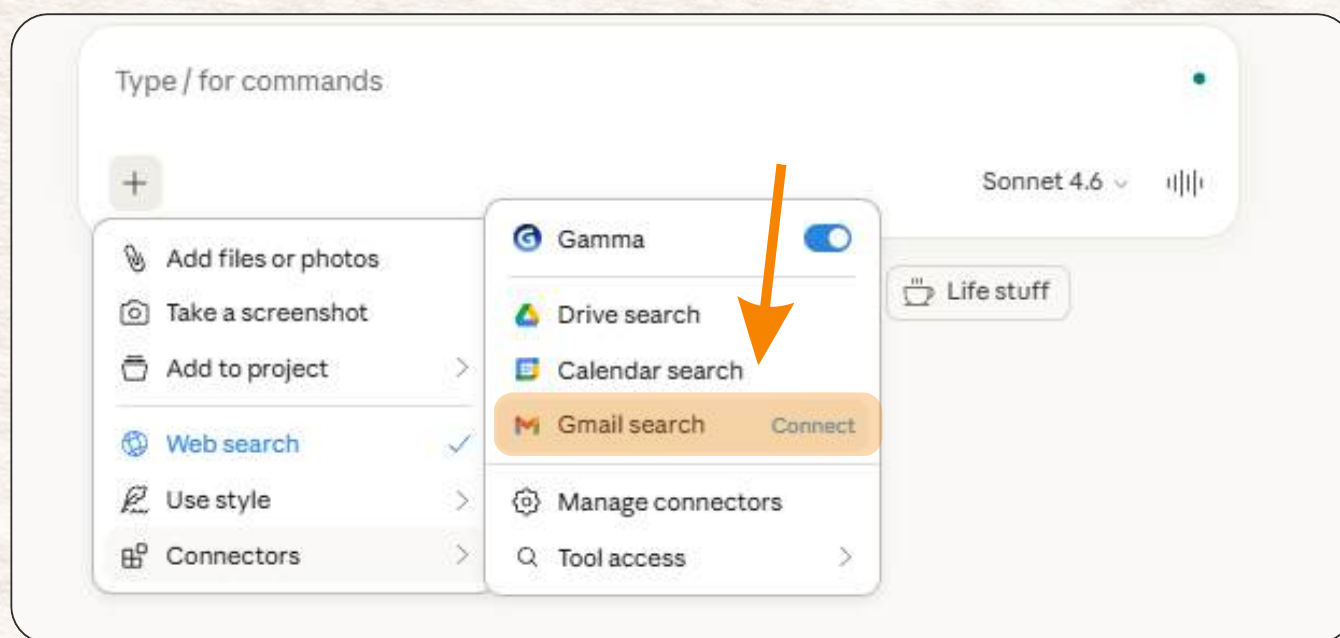 Type / for commands
Sonnet 4.6
Add files or photos
Take a screenshot
Add to project
Web search
Use style
Connectors
Gamma
Drive search
Calendar search
Gmail search Connect
Manage connectors
Tool access
Life stuff